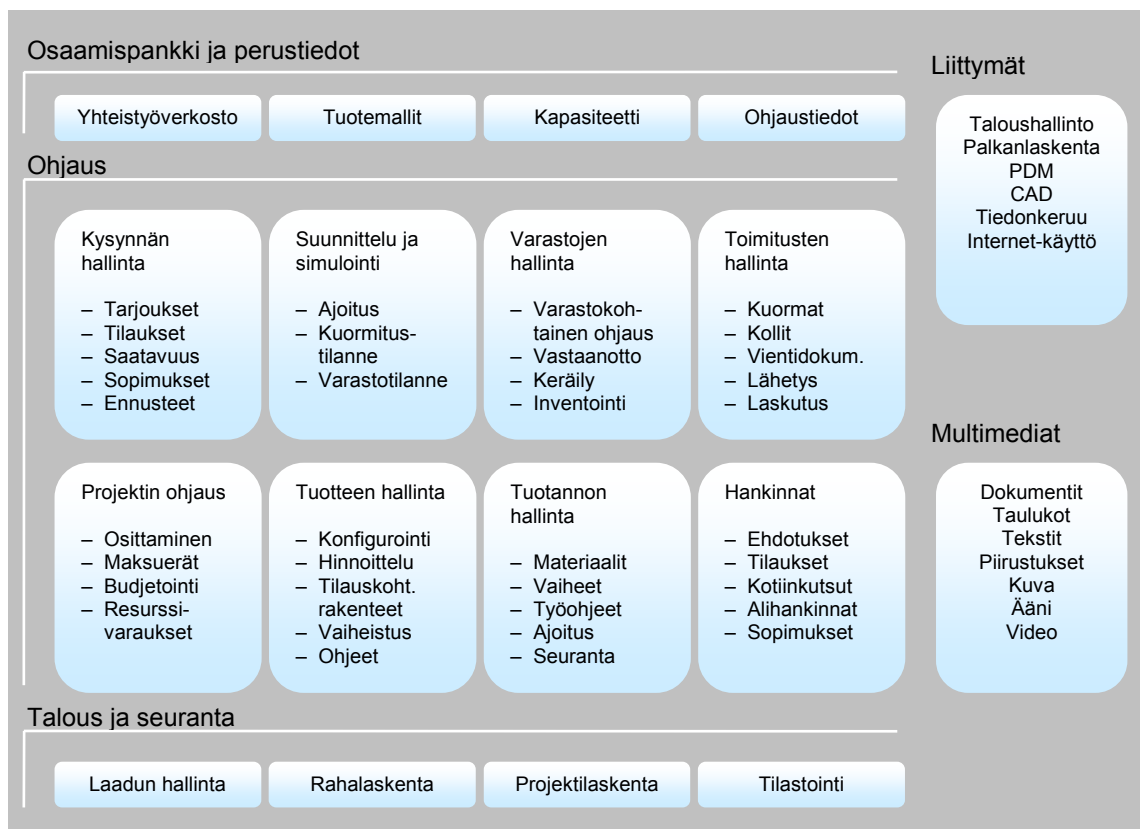 Osaamispankki ja perustiedot
Yhteistyöverkosto
Tuotemallit
Kapasiteetti
Ohjaustiedot
Ohjaus
Kysynnän
hallinta
– Tarjoukset
– Tilaukset
– Saatavuus
– Sopimukset
– Ennusteet
Suunnittelu ja
simulointi
– Ajoitus
– Kuormitus-
tilanne
– Varastotilanne
Varastojen
hallinta
– Varastokoh-
tainen ohjaus
– Vastaanotto
– Keräily
– Inventointi
Toimitusten
hallinta
– Kuormat
– Kollit
– Vientidokum.
– Lähetys
– Laskutus
Projektin ohjaus
– Osittaminen
– Maksuerät
– Budjetointi
– Resurssi-
varaukset
Tuotteen hallinta
– Konfigurointi
– Hinnoittelu
– Tilauskoht.
rakenteet
– Vaiheistus
– Ohjeet
Tuotannon
hallinta
– Materiaalit
– Vaiheet
– Työohjeet
– Ajoitus
– Seuranta
Hankinnat
– Ehdotukset
– Tilaukset
– Kotiinkutsut
– Alihankinnat
– Sopimukset
Talous ja seuranta
Laadun hallinta
Rahalaskenta
Projektilaskenta
Tilastointi
Liittymät
Taloushallinto
Palkanlaskenta
PDM
CAD
Tiedonkeruu
Internet-käyttö
Multimediat
Dokumentit
Taulukot
Tekstit
Piirustukset
Kuva
Ääni
Video